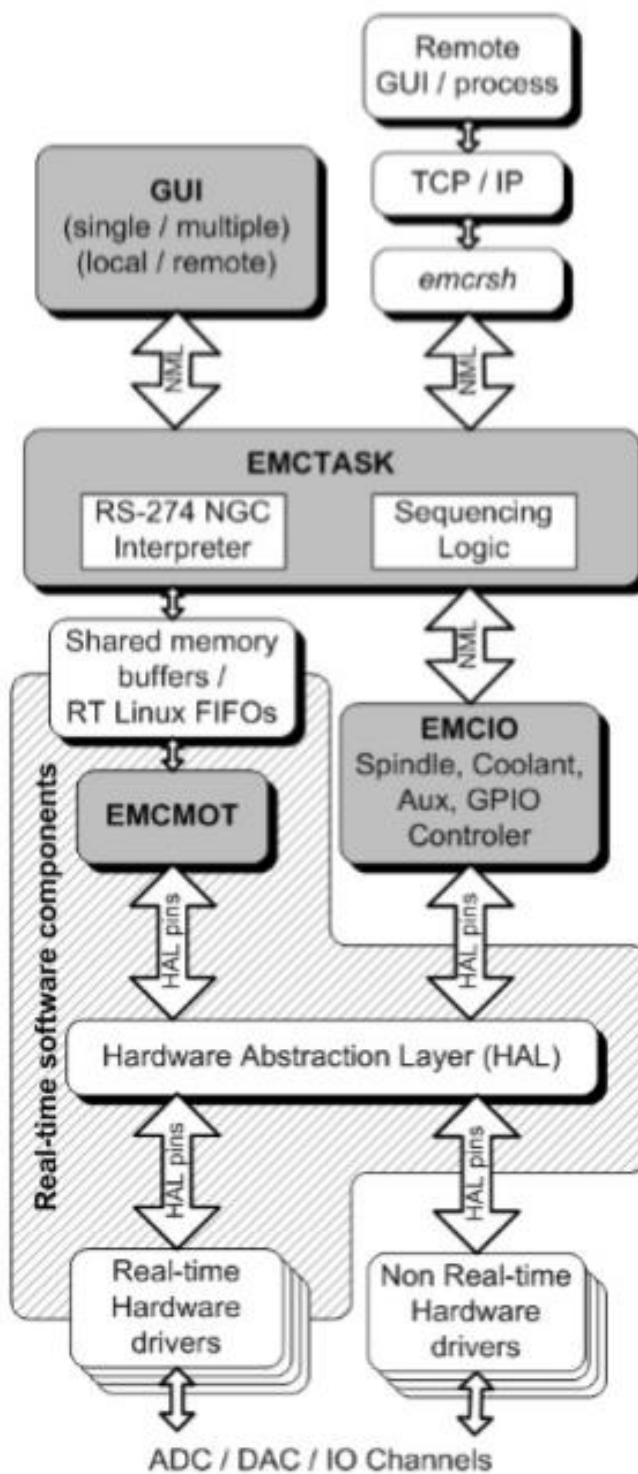 Remote
GUI / process
TCP / IP
emcrsh
GUI
(single / multiple)
(local / remote)
NML
NML
EMCTASK
RS-274 NGC
Interpreter
Sequencing
Logic
Shared memory
buffers /
RT Linux FIFOs
NML
EMCMOT
EMCIO
Spindle, Coolant,
Aux, GPIO
Controler
Real-time software components
HAL pins
HAL pins
Hardware Abstraction Layer (HAL)
HAL pins
HAL pins
Real-time
Hardware
drivers
Non Real-time
Hardware
drivers
ADC / DAC / IO Channels